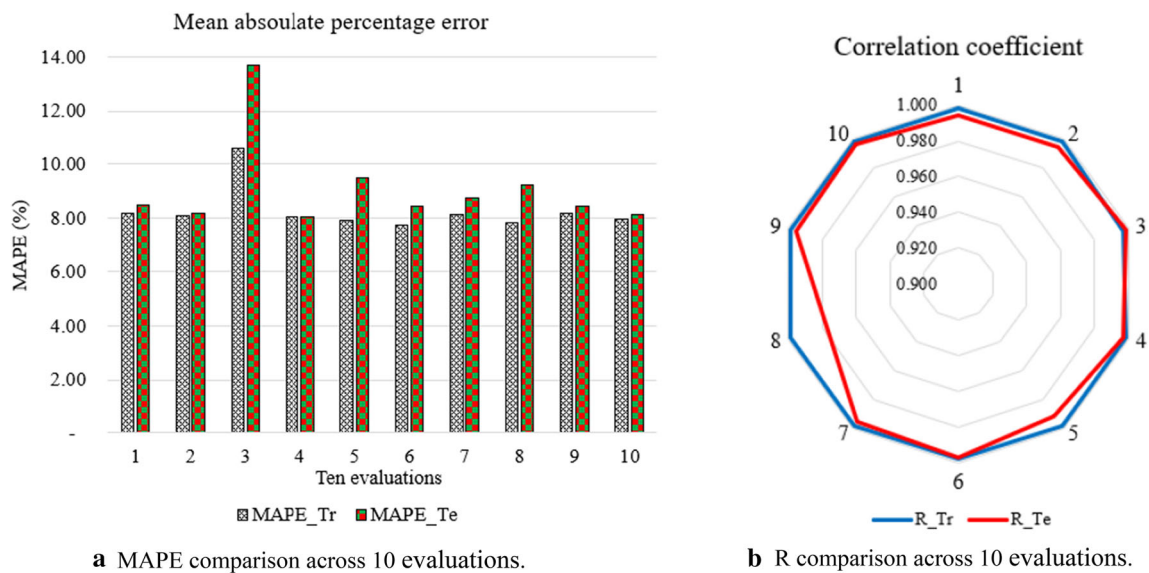 Mean absoulate percentage error
14.00
12.00
10.00
8.00
6.00
4.00
2.00
-
MAPE (%)
1 2 3 4 5 6 7 8 9 10
Ten evaluations
MAPE_Tr MAPE_Te
a MAPE comparison across 10 evaluations.
Correlation coefficient
1
2
3
4
5
6
7
8
9
10
1.000
0.980
0.960
0.940
0.920
0.900
R_Tr R_Te
b R comparison across 10 evaluations.